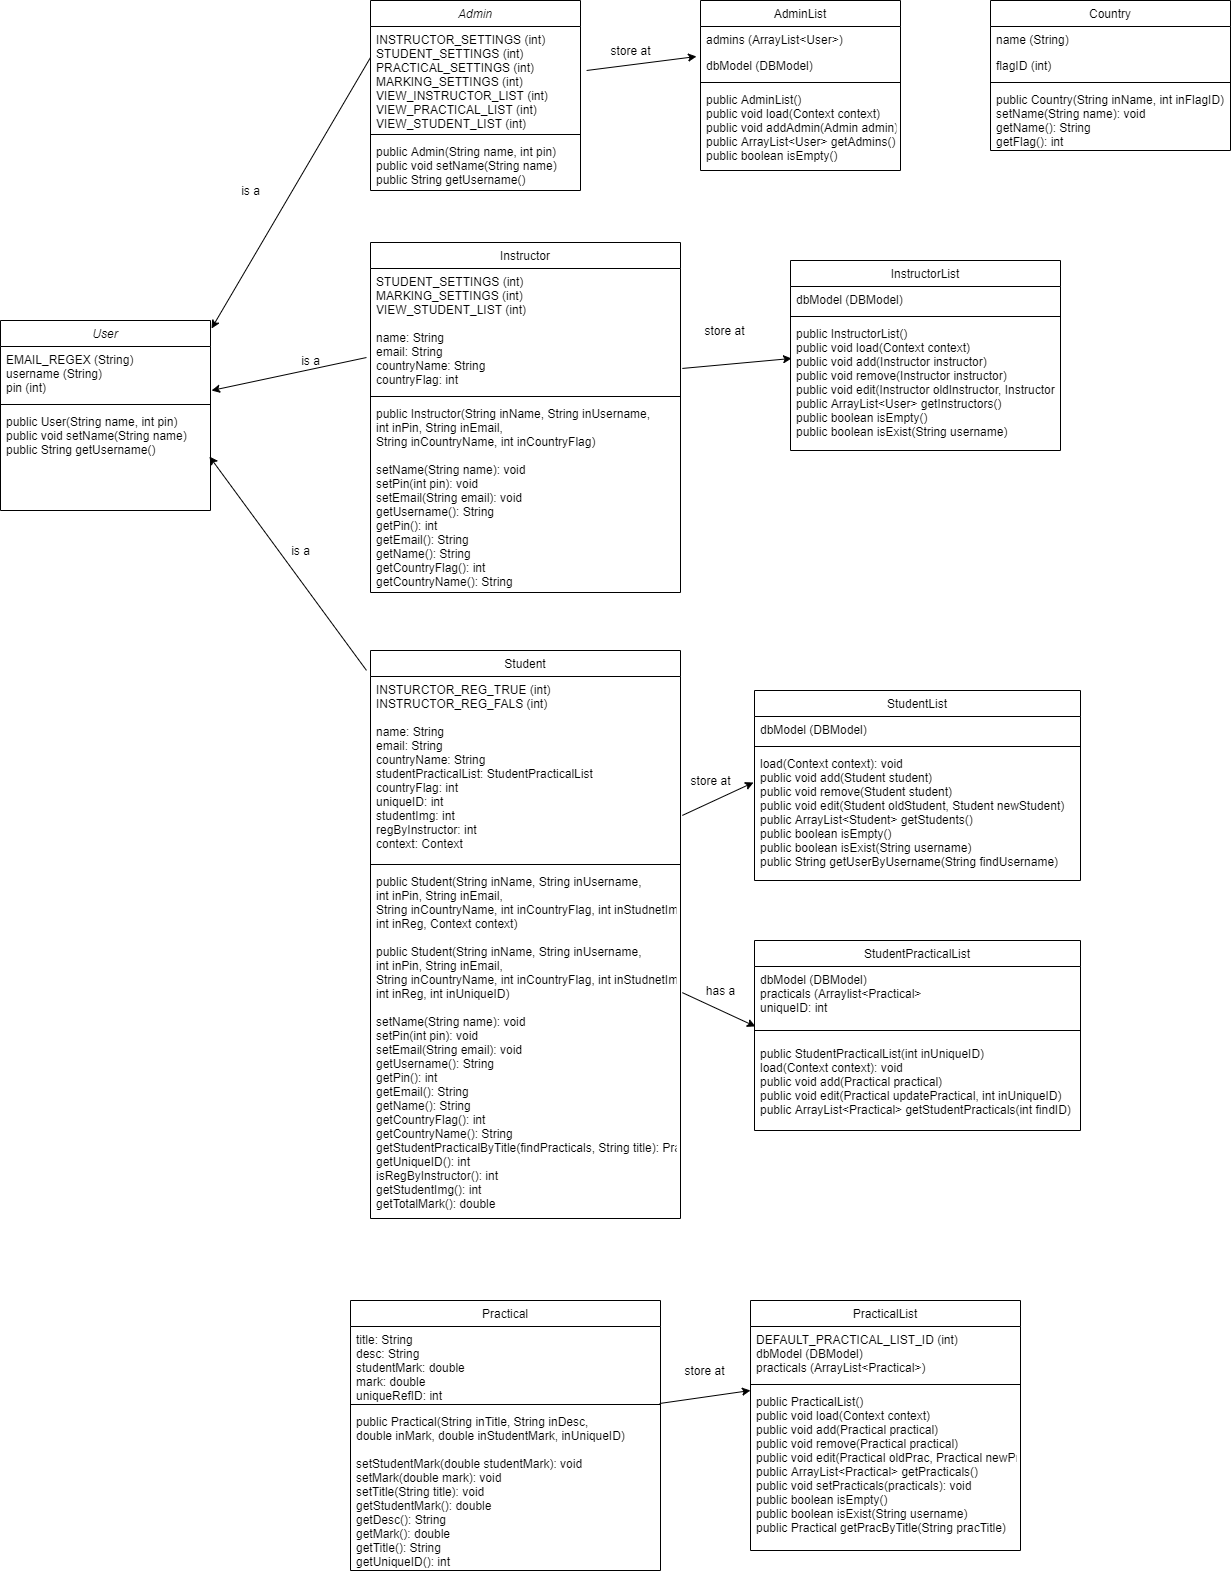 Admin
INSTRUCTOR_SETTINGS (int)
STUDENT_SETTINGS (int)
PRACTICAL_SETTINGS (int)
MARKING_SETTINGS (int)
VIEW_INSTRUCTOR_LIST (int)
VIEW_PRACTICAL_LIST (int)
VIEW_STUDENT_LIST (int)
public Admin(String name, int pin)
public void setName(String name)
public String getUsername()
store at
AdminList
admins (ArrayList<User>)
dbModel (DBModel)
public AdminList()
public void load(Context context)
public void addAdmin(Admin admin)
public ArrayList<User> getAdmins()
public boolean isEmpty()
Country
name (String)
flagID (int)
public Country(String inName, int inFlagID)
setName(String name): void
getName(): String
getFlag(): int
is a
User
EMAIL_REGEX (String)
username (String)
pin (int)
public User(String name, int pin)
public void setName(String name)
public String getUsername()
is a
is a
Instructor
STUDENT_SETTINGS (int)
MARKING_SETTINGS (int)
VIEW_STUDENT_LIST (int)
name: String
email: String
countryName: String
countryFlag: int
public Instructor(String inName, String inUsername,
int inPin, String inEmail,
String inCountryName, int inCountryFlag)
setName(String name): void
setPin(int pin): void
setEmail(String email): void
getUsername(): String
getPin(): int
getEmail(): String
getName(): String
getCountryFlag(): int
getCountryName(): String
store at
InstructorList
dbModel (DBModel)
public InstructorList()
public void load(Context context)
public void add(Instructor instructor)
public void remove(Instructor instructor)
public void edit(Instructor oldInstructor, Instructor
public ArrayList<User> getInstructors()
public boolean isEmpty()
public boolean isExist(String username)
Student
INSTURCTOR_REG_TRUE (int)
INSTRUCTOR_REG_FALS (int)
name: String
email: String
countryName: String
studentPracticalList: StudentPracticalList
countryFlag: int
uniqueID: int
studentImg: int
regByInstructor: int
context: Context
public Student(String inName, String inUsername,
int inPin, String inEmail,
String inCountryName, int inCountryFlag, int inStudnetIm
int inReg, Context context)
public Student(String inName, String inUsername,
int inPin, String inEmail,
String inCountryName, int inCountryFlag, int inStudnetIm
int inReg, int inUniqueID)
setName(String name): void
setPin(int pin): void
setEmail(String email): void
getUsername(): String
getPin(): int
getEmail(): String
getName(): String
getCountryFlag(): int
getCountryName(): String
getStudentPracticalByTitle(findPracticals, String title): Pra
getUniqueID(): int
isRegByInstructor(): int
getStudentImg(): int
getTotalMark(): double
store at
StudentList
dbModel (DBModel)
load(Context context): void
public void add(Student student)
public void remove(Student student)
public void edit(Student oldStudent, Student newStudent)
public ArrayList<Student> getStudents()
public boolean isEmpty()
public boolean isExist(String username)
public String getUserByUsername(String findUsername)
has a
StudentPracticalList
dbModel (DBModel)
practicals (Arraylist<Practical>
uniqueID: int
public StudentPracticalList(int inUniqueID)
load(Context context): void
public void add(Practical practical)
public void edit(Practical updatePractical, int inUniqueID)
public ArrayList<Practical> getStudentPracticals(int findID)
Practical
title: String
desc: String
studentMark: double
mark: double
uniqueRefID: int
public Practical(String inTitle, String inDesc,
double inMark, double inStudentMark, inUniqueID)
setStudentMark(double studentMark): void
setMark(double mark): void
setTitle(String title): void
getStudentMark(): double
getDesc(): String
getMark(): double
getTitle(): String
getUniqueID(): int
store at
PracticalList
DEFAULT_PRACTICAL_LIST_ID (int)
dbModel (DBModel)
practicals (ArrayList<Practical>)
public PracticalList()
public void load(Context context)
public void add(Practical practical)
public void remove(Practical practical)
public void edit(Practical oldPrac, Practical newP
public ArrayList<Practical> getPracticals()
public void setPracticals(practicals): void
public boolean isEmpty()
public boolean isExist(String username)
public Practical getPracByTitle(String pracTitle)